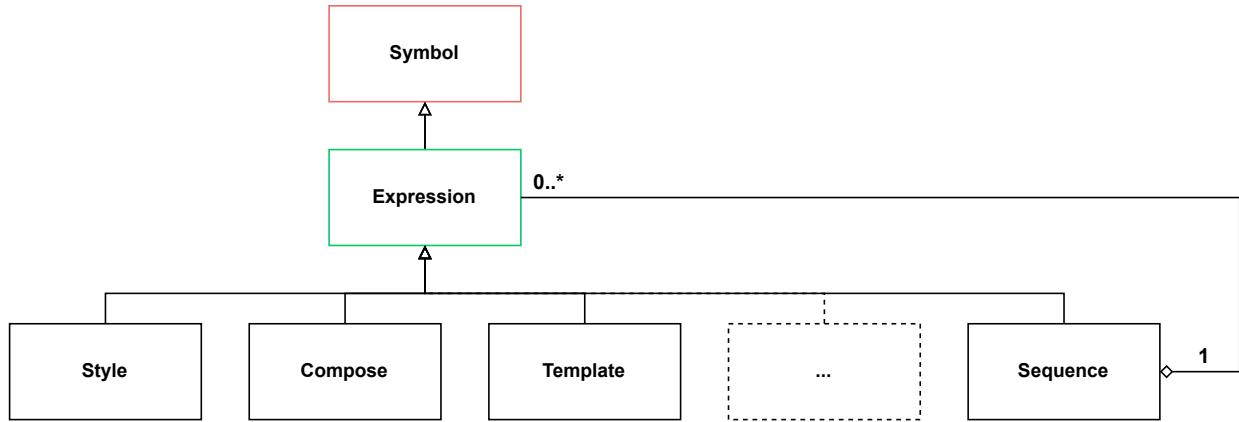 Symbol
Expression
0..*
Style
Compose
Template
...
Sequence
1